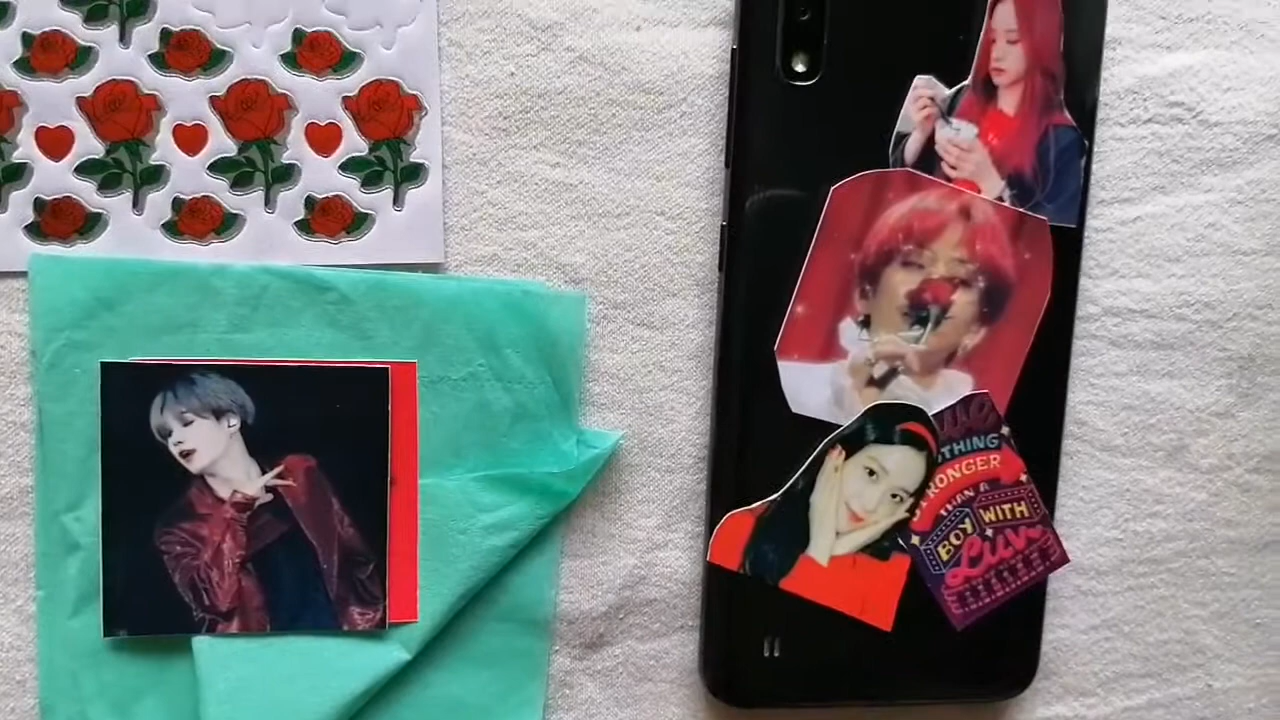 THING
STRONGER
THAN A
BOY WITH
Luv